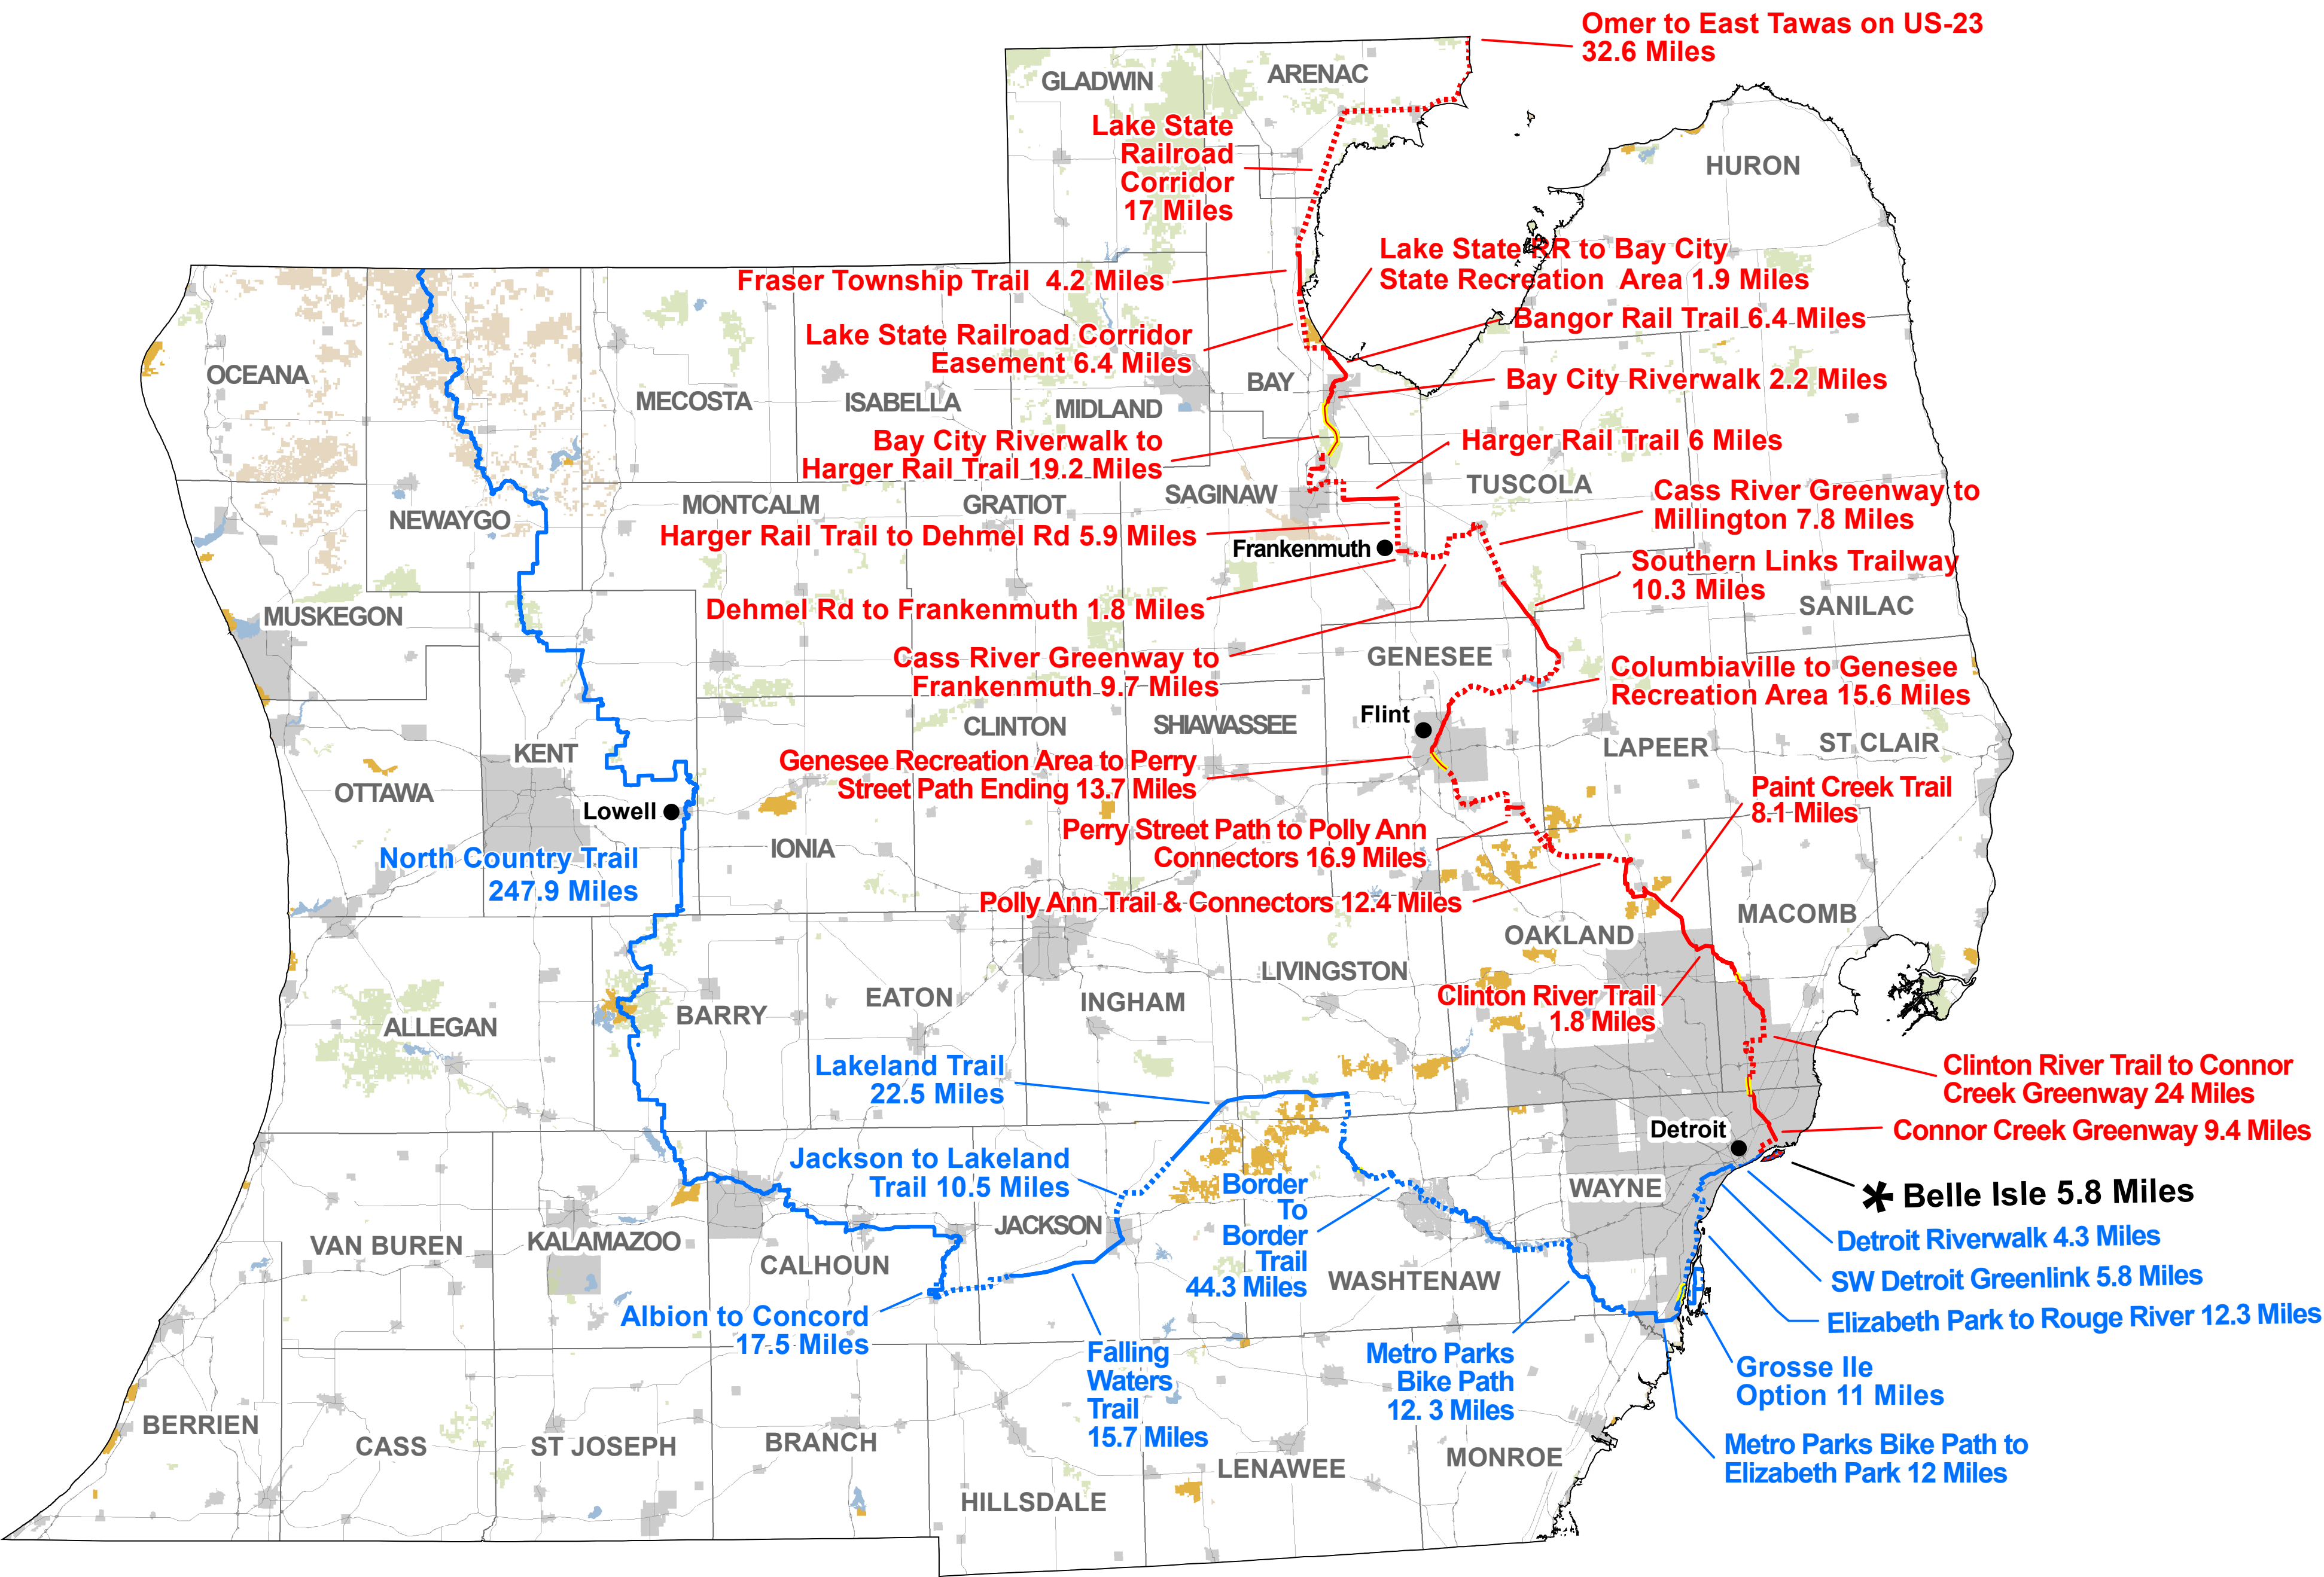 Omer to East Tawas on US-23
32.6 Miles
GLADWIN
ARENAC
Lake State
Railroad
Corridor
17 Miles
HURON
Lake State RR to Bay City
State Recreation Area 1.9 Miles
Fraser Township Trail 4.2 Miles
Bangor Rail Trail 6.4 Miles
Lake State Railroad Corridor
Easement 6.4 Miles
OCEANA
MECOSTA
ISABELLA
MIDLAND
BAY
Bay City Riverwalk 2.2 Miles
Bay City Riverwalk to
Harger Rail Trail 19.2 Miles
Harger Rail Trail 6 Miles
NEWAYGO
MONTCALM
GRATIOT
SAGINAW
TUSCOLA
Cass River Greenway to
Millington 7.8 Miles
Harger Rail Trail to Dehmel Rd 5.9 Miles
Frankenmuth
Southern Links Trailway
10.3 Miles
MUSKEGON
Dehmel Rd to Frankenmuth 1.8 Miles
SANILAC
Cass River Greenway to
Frankenmuth 9.7 Miles
GENESEE
Columbiaville to Genesee
Recreation Area 15.6 Miles
Flint
CLINTON
SHIAWASSEE
KENT
LAPEER
ST CLAIR
OTTAWA
Genesee Recreation Area to Perry
Street Path Ending 13.7 Miles
Paint Creek Trail
8.1 Miles
Lowell
IONIA
Perry Street Path to Polly Ann
Connectors 16.9 Miles
North Country Trail
247.9 Miles
Polly Ann Trail & Connectors 12.4 Miles
MACOMB
OAKLAND
LIVINGSTON
ALLEGAN
BARRY
EATON
INGHAM
Clinton River Trail
1.8 Miles
Lakeland Trail
22.5 Miles
Clinton River Trail to Connor
Creek Greenway 24 Miles
Detroit
Connor Creek Greenway 9.4 Miles
Jackson to Lakeland
Trail 10.5 Miles
Border
To
Border
Trail
44.3 Miles
WAYNE
* Belle Isle 5.8 Miles
VAN BUREN
KALAMAZOO
CALHOUN
JACKSON
WASHTENAW
Detroit Riverwalk 4.3 Miles
SW Detroit Greenlink 5.8 Miles
Elizabeth Park to Rouge River 12.3 Miles
Albion to Concord
17.5 Miles
Falling
Waters
Trail
15.7 Miles
Metro Parks
Bike Path
12. 3 Miles
Grosse Ile
Option 11 Miles
BERRIEN
CASS
ST JOSEPH
BRANCH
HILLSDALE
LENAWEE
MONROE
Metro Parks Bike Path to
Elizabeth Park 12 Miles